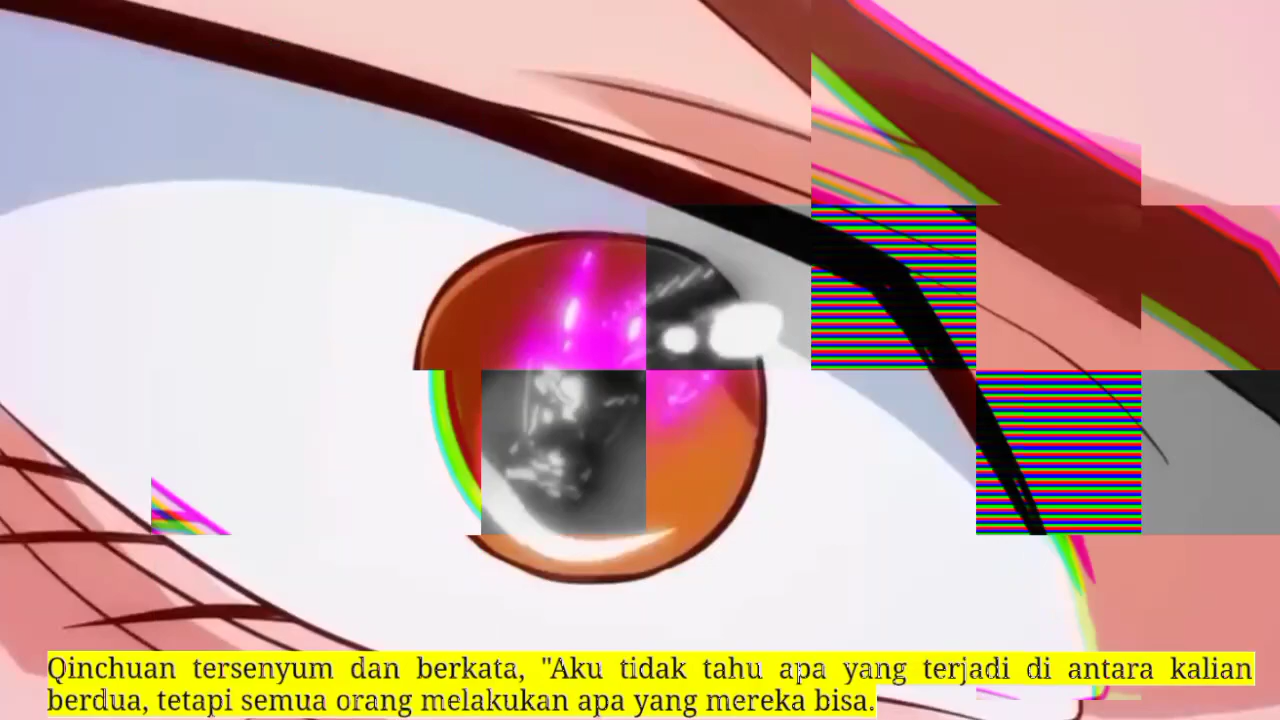 Qinchuan tersenyum dan berkata, "Aku tidak tahu apa yang terjadi di antara kalian
berdua, tetapi semua orang melakukan apa yang mereka bisa.